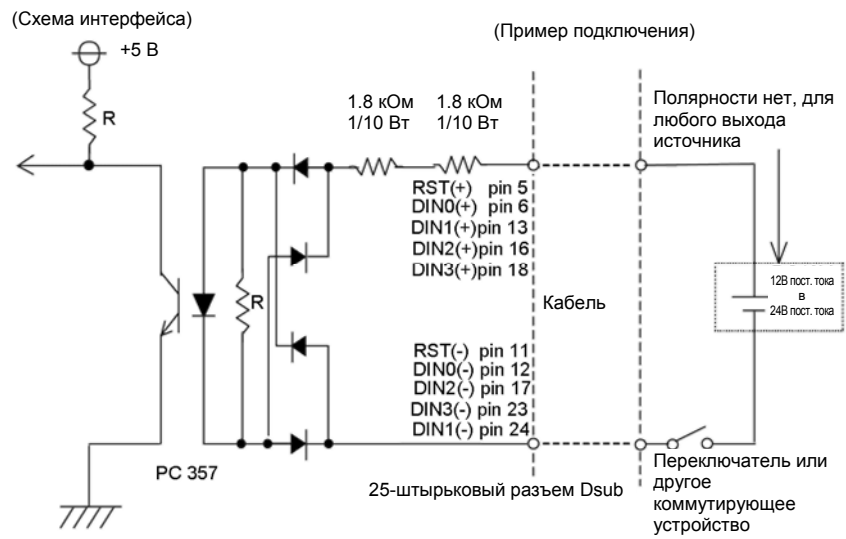 (Схема интерфейса)
+5 В
R
(Пример подключения)
1.8 кОм
1/10 Вт
1.8 кОм
1/10 Вт
Полярности нет, для
любого выхода
источника
RST(+) pin 5
DIN0(+) pin 6
DIN1(+)pin 13
DIN2(+)pin 16
DIN3(+)pin 18
R
Кабель
12В пост. тока
в
24В пост. тока
RST(-) pin 11
DIN0(-) pin 12
DIN2(-) pin 17
DIN3(-) pin 23
DIN1(-) pin 24
PC 357
25-штырьковый разъем Dsub
Переключатель или
другое
коммутирующее
устройство